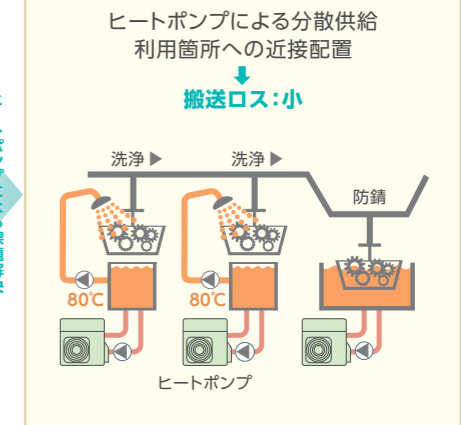 ヒートポンプによる分散供給
利用箇所への近接配置
搬送ロス：小
洗浄▶
洗浄▶
防錆
80℃
80℃
ヒートポンプ